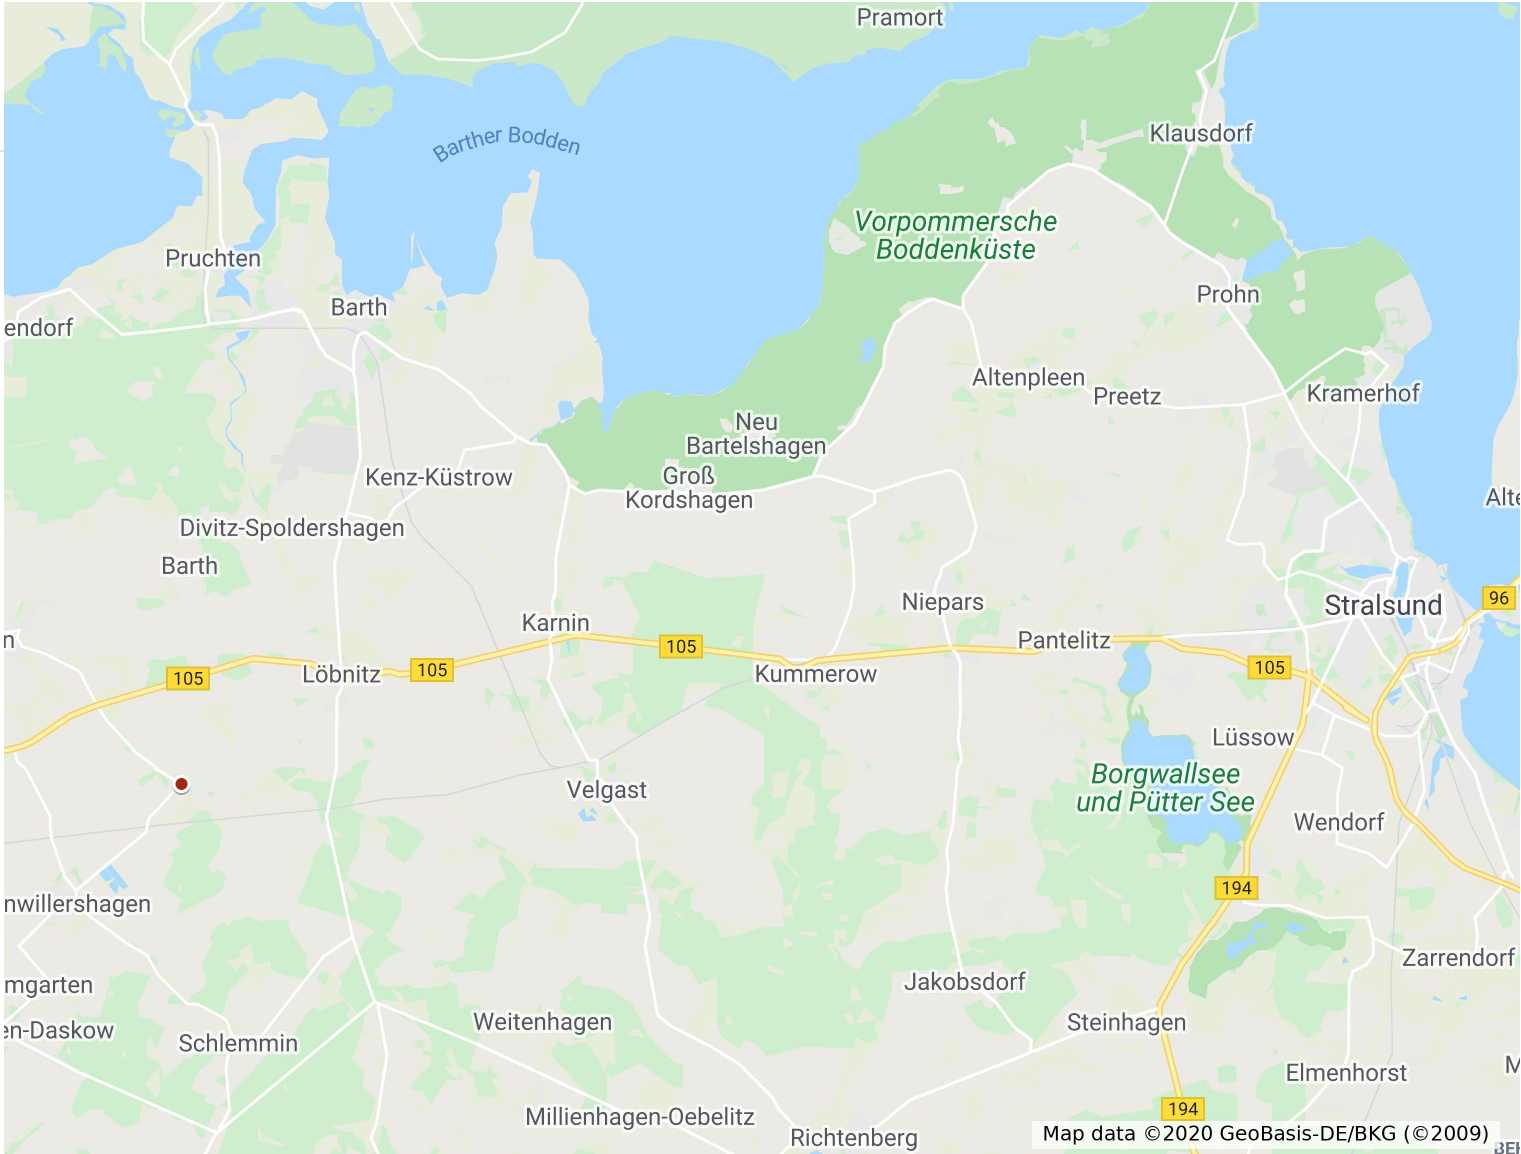 Pramort
Klausdorf
Barther Bodden
Vorpommersche
Boddenküste
Pruchten
Prohn
Barth
endorf
Altenpleen
Preetz
Kramerhof
Neu
Bartelshagen
Kenz-Küstrow
Groß
Kordshagen
Alte
Divitz-Spoldershagen
Barth
96
Niepars
Stralsund
Karnin
n
Pantelitz
105
105
105
105
Löbnitz
Kummerow
Lüssow
Borgwallsee
und Pütter See
Velgast
Wendorf
194
nwillershagen
Zarrendorf
mgarten
Jakobsdorf
en-Daskow
Weitenhagen
Steinhagen
Schlemmin
Elmenhorst
M
194
Millienhagen-Oebelitz
Richtenberg
Map data ©2020 GeoBasis-DE/BKG (©2009)
BEH